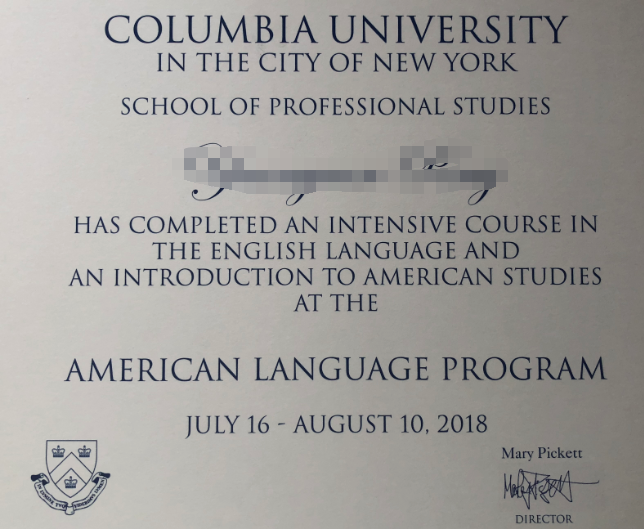 COLUMBIA UNIVERSITY
IN THE CITY OF NEW YORK
SCHOOL OF PROFESSIONAL STUDIES
HAS COMPLETED AN INTENSIVE COURSE IN
THE ENGLISH LANGUAGE AND
AN INTRODUCTION TO AMERICAN STUDIES
AT THE
AMERICAN LANGUAGE PROGRAM
JULY 16 - AUGUST 10, 2018
Mary Pickett
DIRECTOR